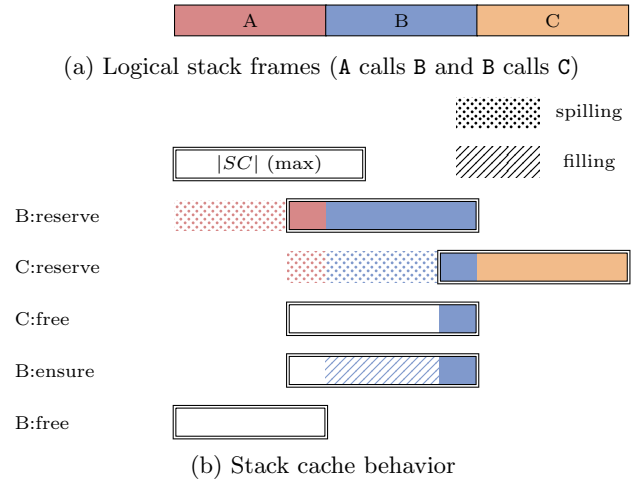 A B C
(a) Logical stack frames (A calls B and B calls C)
spilling
|SC| (max)
filling
B:reserve
C:reserve
C:free
B:ensure
B:free
(b) Stack cache behavior